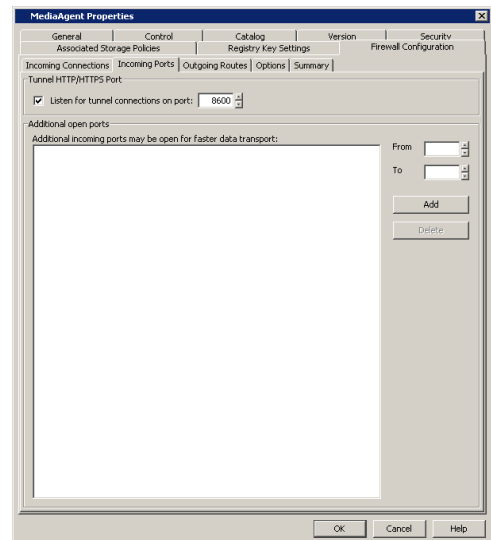 MediaAgent Properties
General Control Catalog Version Security
Associated Storage Policies Registry Key Settings Firewall Configuration
Incoming Connections Incoming Ports Outgoing Routes Options Summary
Tunnel HTTP/HTTPS Port
Listen for tunnel connections on port: 8600
Additional open ports
Additional incoming ports may be open for faster data transport:
From
To
Add
Delete
OK Cancel Help